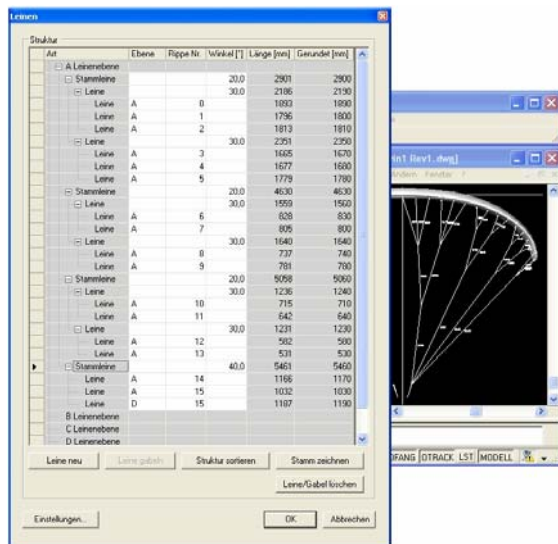 Leinen
Struktur
Art Ebene Rippe Nr. Winkel [°] Länge [mm] Gerundet [mm]
A Leinenebene
Stammleine 20,0 2901 2900
Leine 30,0 2186 2190
Leine A 0 1893 1890
Leine A 1 1796 1800
Leine A 2 1813 1810
Leine 30,0 2351 2350
Leine A 3 1665 1670
Leine A 4 1677 1680
Leine A 5 1779 1780
Stammleine 20,0 4630 4630
Leine 30,0 1559 1560
Leine A 6 828 830
Leine A 7 805 800
Leine 30,0 1640 1640
Leine A 8 737 740
Leine A 9 781 780
Stammleine 20,0 5058 5060
Leine 30,0 1236 1240
Leine A 10 715 710
Leine A 11 642 640
Leine 30,0 1231 1230
Leine A 12 582 580
Leine A 13 531 530
Stammleine 40,0 5461 5460
Leine A 14 1166 1170
Leine A 15 1032 1030
Leine D 15 1187 1190
B Leinenebene
C Leinenebene
D Leinenebene
Leine neu Leine gabeln Struktur sortieren Stamm zeichnen
Leine/Gabel löschen
Einstellungen... OK Abbrechen
vin1 Rev1..dwg]
Ändern Fenster ?
OFANG OTRACK LST MODELL